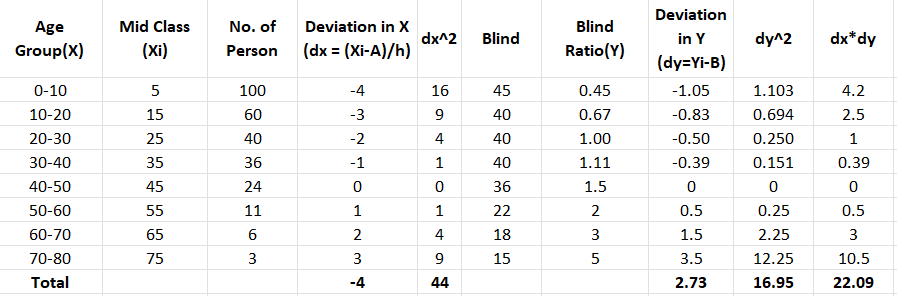 Age Group(X) Mid Class (Xi) No. of Person Deviation in X (dx = (Xi-A)/h) dx^2 Blind Blind Ratio(Y) Deviation in Y (dy=Yi-B) dy^2 dx*dy
0-10 5 100 -4 16 45 0.45 -1.05 1.103 4.2
10-20 15 60 -3 9 40 0.67 -0.83 0.694 2.5
20-30 25 40 -2 4 40 1.00 -0.50 0.250 1
30-40 35 36 -1 1 40 1.11 -0.39 0.151 0.39
40-50 45 24 0 0 36 1.5 0 0 0
50-60 55 11 1 1 22 2 0.5 0.25 0.5
60-70 65 6 2 4 18 3 1.5 2.25 3
70-80 75 3 3 9 15 5 3.5 12.25 10.5
Total -4 44 2.73 16.95 22.09